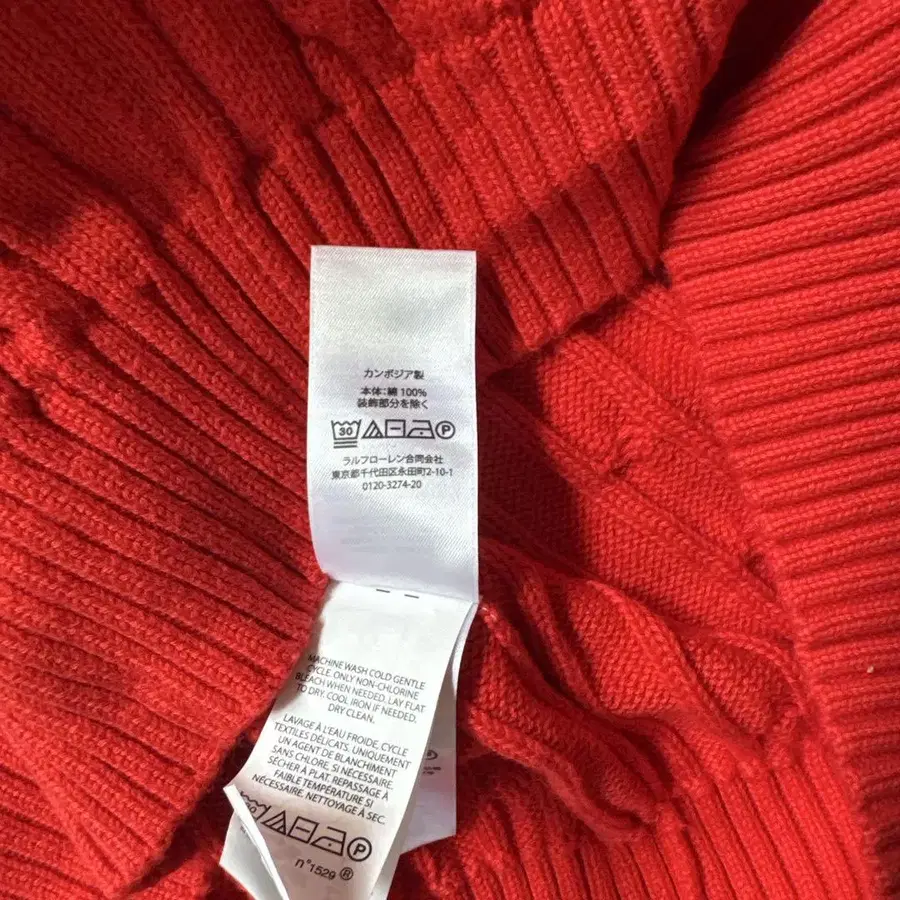 カンボジア製
本体:綿 100%
装飾部分を除く
30 P
ラルフローレン合同会社
東京都千代田区永田町2-10-1
0120-3274-20
MACHINE WASH COLD GENTLE
CYCLE. ONLY NON-CHLORINE
BLEACH WHEN NEEDED. LAY FLAT
TO DRY. COOL IRON IF NEEDED.
DRY CLEAN.
LAVAGE À L'EAU FROIDE. CYCLE
TEXTILES DÉLICATS. UNIQUEMENT
UN AGENT DE BLANCHIMENT
SANS CHLORE, SI NÉCESSAIRE.
SÉCHER À PLAT. REPASSAGE À
FAIBLE TEMPÉRATURE SI
NÉCESSAIRE. NETTOYAGE À SEC.
P
n°1529 ®